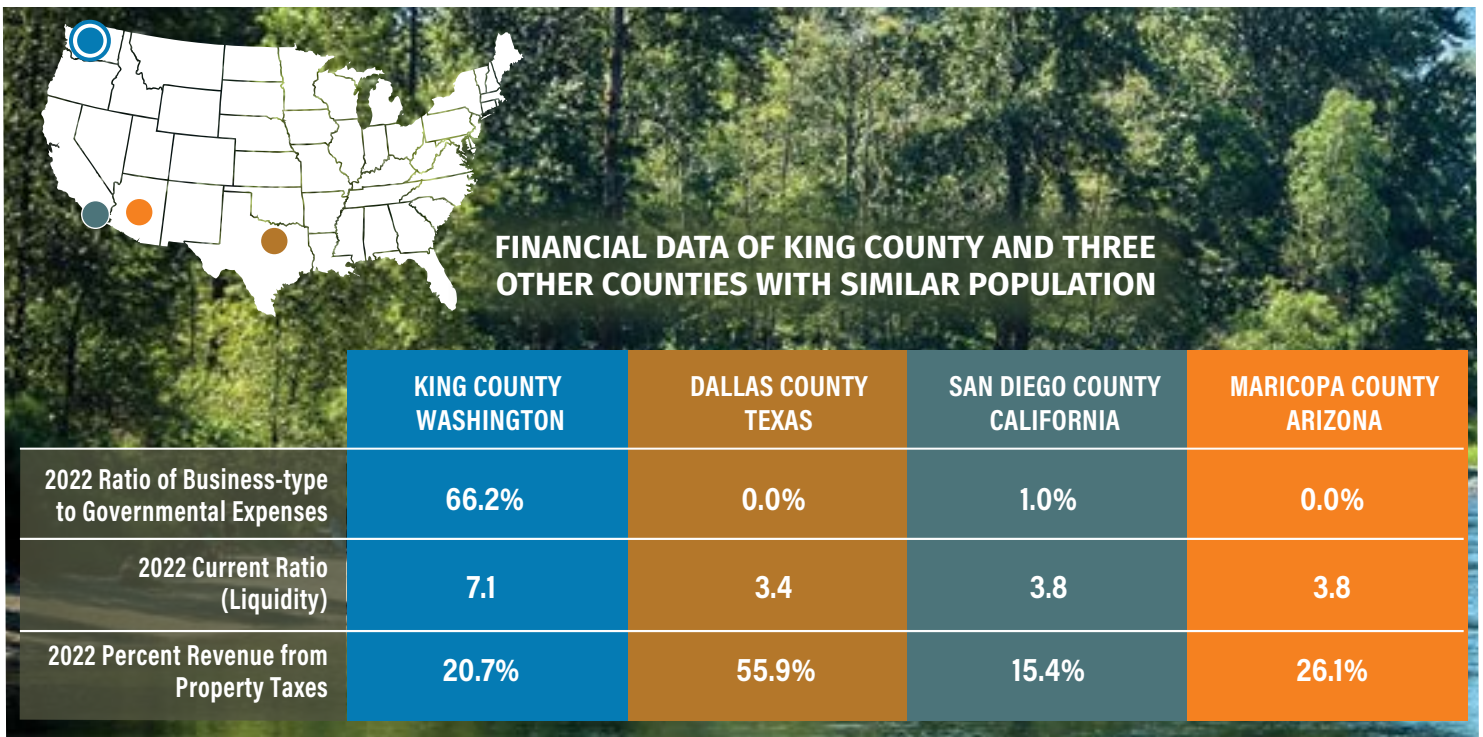 FINANCIAL DATA OF KING COUNTY AND THREE
OTHER COUNTIES WITH SIMILAR POPULATION
KING COUNTY
WASHINGTON
DALLAS COUNTY
TEXAS
SAN DIEGO COUNTY
CALIFORNIA
MARICOPA COUNTY
ARIZONA
2022 Ratio of Business-type
to Governmental Expenses
66.2%
0.0%
1.0%
0.0%
2022 Current Ratio
(Liquidity)
7.1
3.4
3.8
3.8
2022 Percent Revenue from
Property Taxes
20.7%
55.9%
15.4%
26.1%